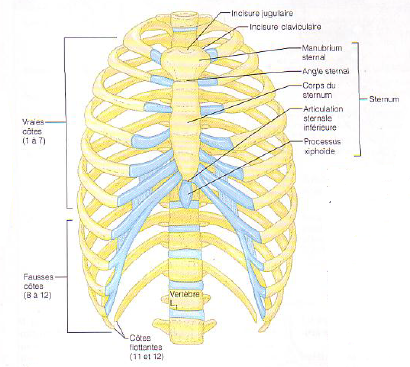 Incisure jugulaire
Incisure claviculaire
Manubrium
sternal
Angle sternal
Corps du
sternum
Sternum
Articulation
sternale
inférieure
Processus
xiphoïde
Vraies
côtes
(1 à 7)
Fausses
côtes
(8 à 12)
Vertèbre
L1
Côtes
flottantes
(11 et 12)